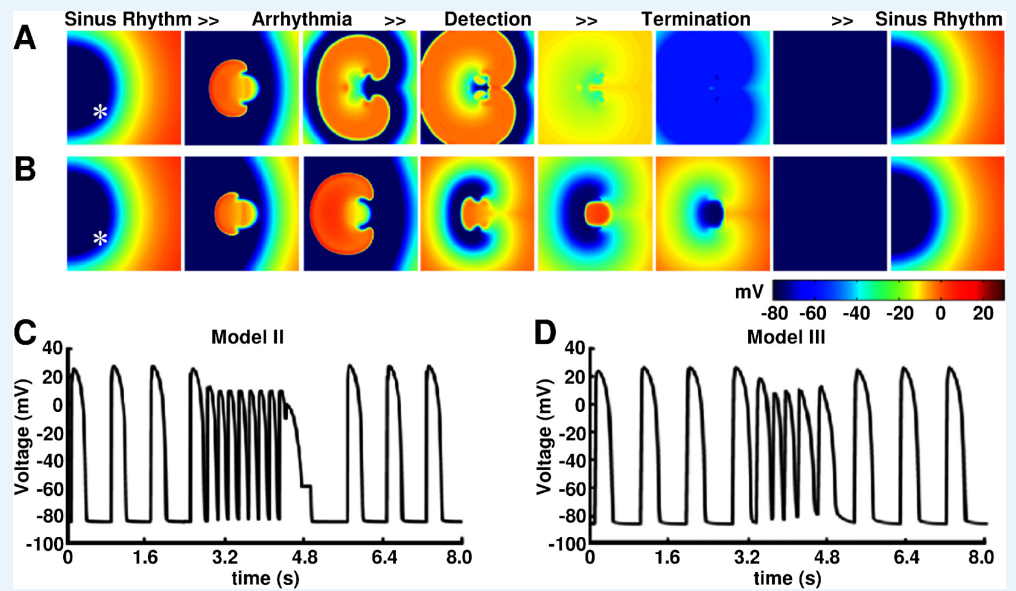 Sinus Rhythm >> Arrhythmia >> Detection >> Termination >> Sinus Rhythm
A
*
B
*
mV
-80 -60 -40 -20 0 20
C
Model II
40
20
0
-20
-40
-60
-80
-100
Voltage (mV)
0 1.6 3.2 4.8 6.4 8.0
time (s)
D
Model III
40
20
0
-20
-40
-60
-80
-100
Voltage (mV)
0 1.6 3.2 4.8 6.4 8.0
time (s)